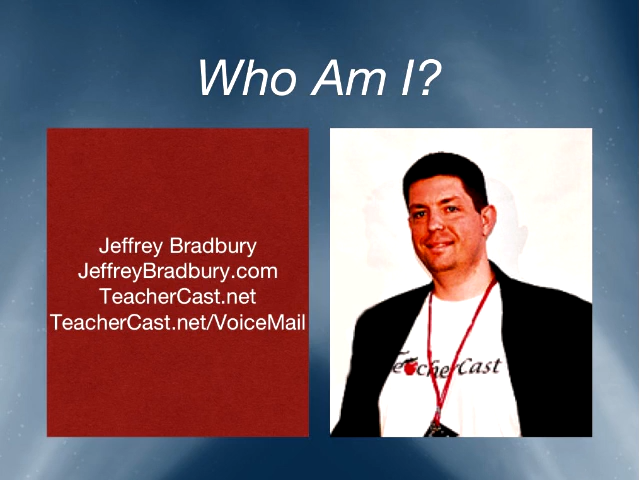 Who Am I?
Jeffrey Bradbury
JeffreyBradbury.com
TeacherCast.net
TeacherCast.net/VoiceMail
TeacherCast